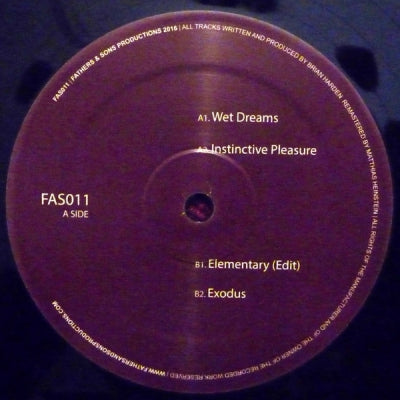 FAS011 | FATHERS & SONS PRODUCTIONS 2016 | ALL TRACKS WRITTEN AND PRODUCED BY BRIAN HARDEN REMASTERED BY MATTHIAS HEINSTEIN ALL RIGHTS OF THE MANUFACTURER AND OF THE OWNER OF THE RECORDED WORK RESERVED | WWW.FATHERSANDSONSPRODUCTIONS.COM
A1. Wet Dreams
A2. Instinctive Pleasure
FAS011
A SIDE
B1. Elementary (Edit)
B2. Exodus